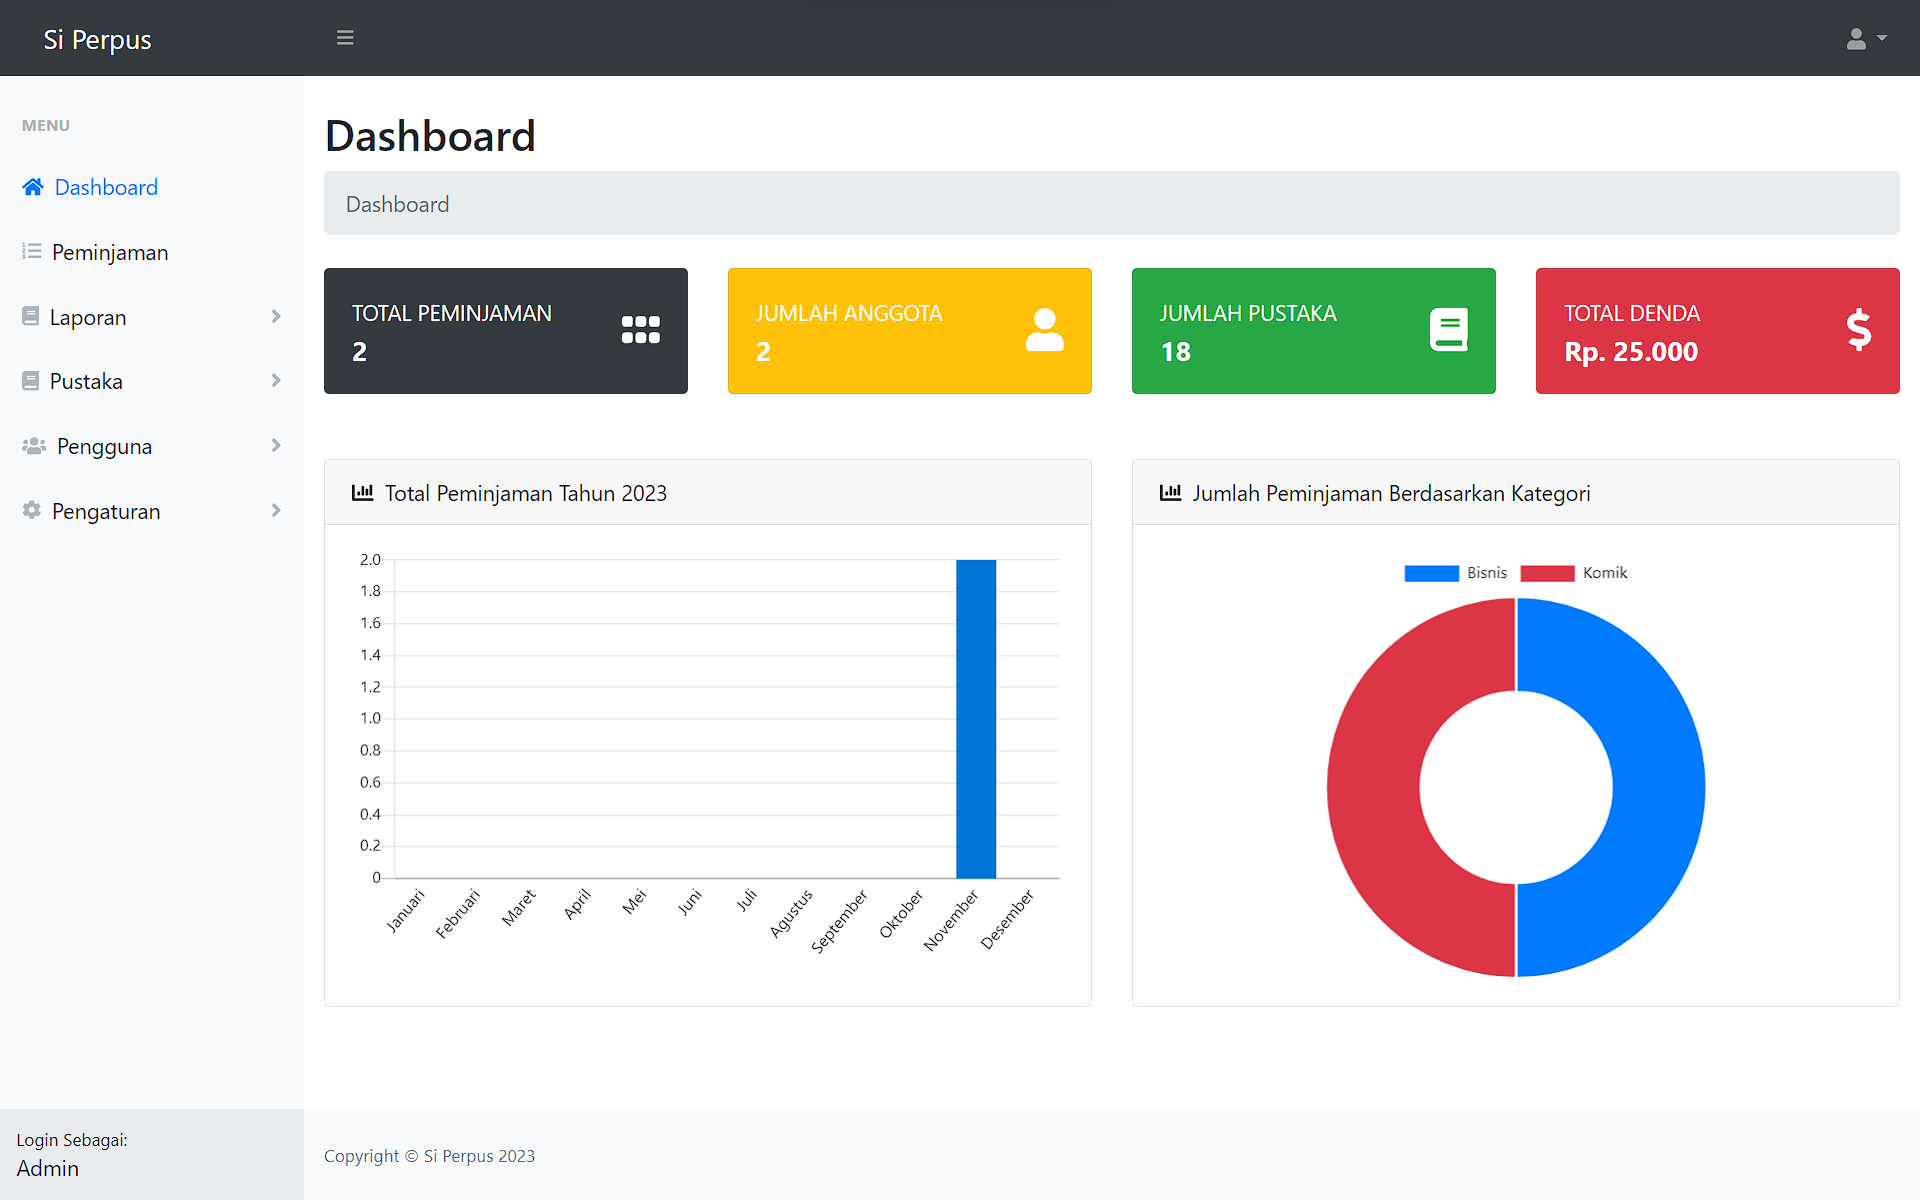 Si Perpus
MENU
Dashboard
Peminjaman
Laporan
Pustaka
Pengguna
Pengaturan
Login Sebagai:
Admin
Dashboard
Dashboard
TOTAL PEMINJAMAN
2
JUMLAH ANGGOTA
2
JUMLAH PUSTAKA
18
TOTAL DENDA
Rp. 25.000
Total Peminjaman Tahun 2023
2.0
1.8
1.6
1.4
1.2
1.0
0.8
0.6
0.4
0.2
0
Januari
Februari
Maret
April
Mei
Juni
Juli
Agustus
September
Oktober
November
Desember
Jumlah Peminjaman Berdasarkan Kategori
Bisnis
Komik
Copyright © Si Perpus 2023